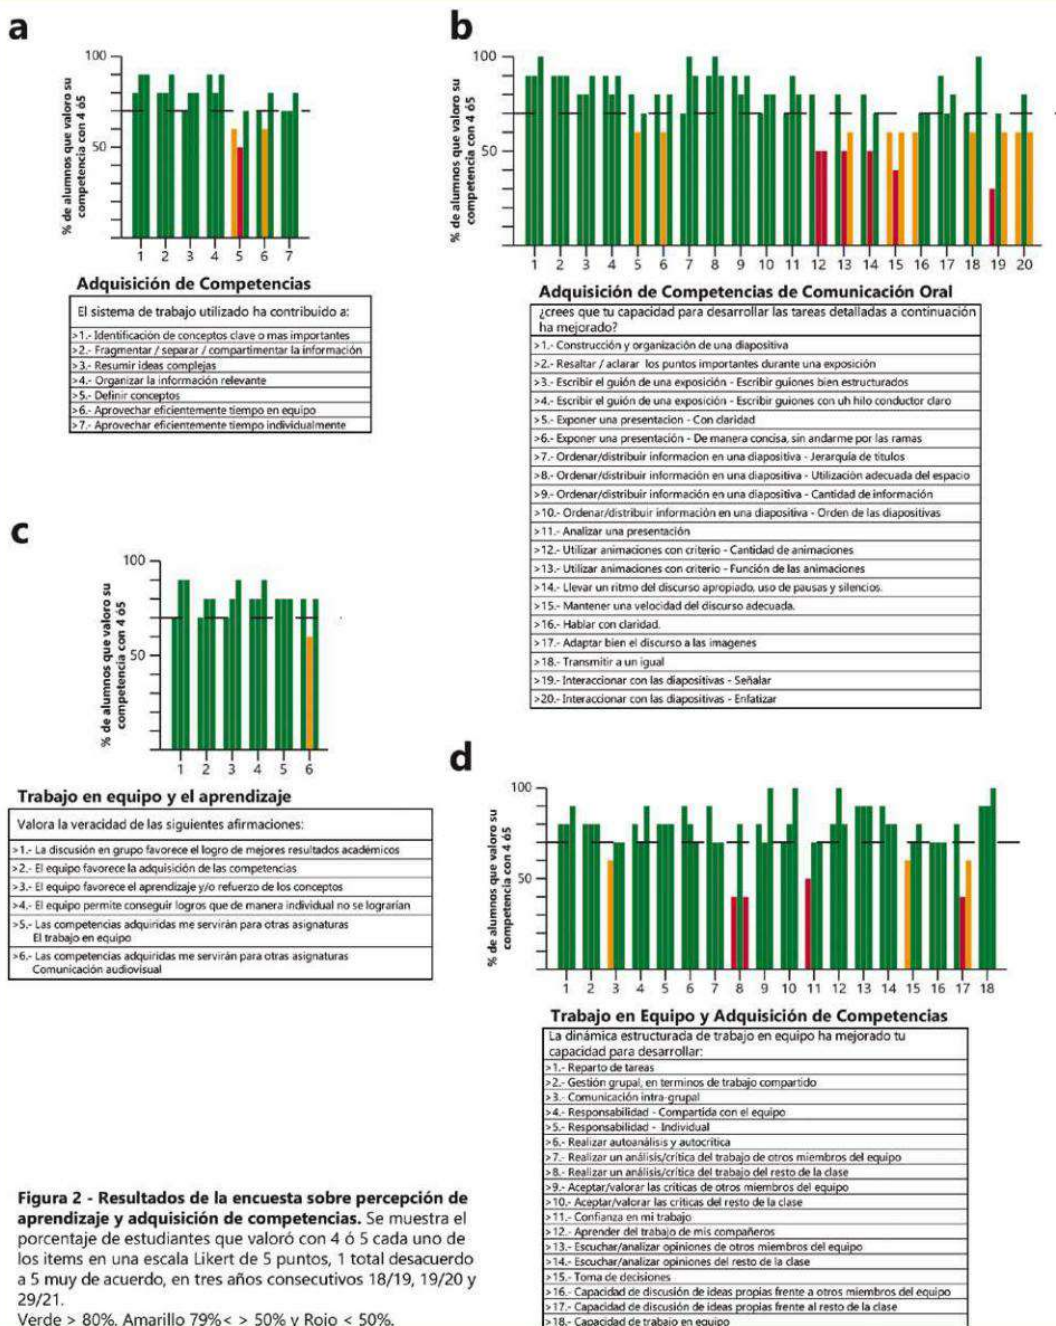 a
% de alumnos que valoro su
competencia con 4 ó5
100
50
1 2 3 4 5 6 7
Adquisición de Competencias
El sistema de trabajo utilizado ha contribuido a:
>1.- Identificación de conceptos clave o mas importantes
>2.- Fragmentar / separar / compartimentar la información
>3.- Resumir ideas complejas
>4.- Organizar la información relevante
>5.- Definir conceptos
>6.- Aprovechar eficientemente tiempo en equipo
>7.- Aprovechar eficientemente tiempo individualmente
b
% de alumnos que valoro su
competencia con 4 ó5
100
50
1 2 3 4 5 6 7 8 9 10 11 12 13 14 15 16 17 18 19 20
Adquisición de Competencias de Comunicación Oral
¿crees que tu capacidad para desarrollar las tareas detalladas a continuación
ha mejorado?
>1.- Construcción y organización de una diapositiva
>2.- Resaltar / aclarar los puntos importantes durante una exposición
>3.- Escribir el guión de una exposición - Escribir guiones bien estructurados
>4.- Escribir el guión de una exposición - Escribir guiones con uh hilo conductor claro
>5.- Exponer una presentacion - Con claridad
>6.- Exponer una presentación - De manera concisa, sin andarme por las ramas
>7.- Ordenar/distribuir informacion en una diapositiva - Jerarquía de titulos
>8.- Ordenar/distribuir información en una diapositiva - Utilización adecuada del espacio
>9.- Ordenar/distribuir información en una diapositiva - Cantidad de información
>10.- Ordenar/distribuir información en una diapositiva - Orden de las diapositivas
>11.- Analizar una presentación
>12.- Utilizar animaciones con criterio - Cantidad de animaciones
>13.- Utilizar animaciones con criterio - Función de las animaciones
>14.- Llevar un ritmo del discurso apropiado, uso de pausas y silencios.
>15.- Mantener una velocidad del discurso adecuada.
>16.- Hablar con claridad.
>17.- Adaptar bien el discurso a las imagenes
>18.- Transmitir a un igual
>19.- Interaccionar con las diapositivas - Señalar
>20.- Interaccionar con las diapositivas - Enfatizar
c
% de alumnos que valoro su
competencia con 4 ó5
100
50
1 2 3 4 5 6
Trabajo en equipo y el aprendizaje
Valora la veracidad de las siguientes afirmaciones:
>1.- La discusión en grupo favorece el logro de mejores resultados académicos
>2.- El equipo favorece la adquisición de las competencias
>3.- El equipo favorece el aprendizaje y/o refuerzo de los conceptos
>4.- El equipo permite conseguir logros que de manera individual no se lograrían
>5.- Las competencias adquiridas me servirán para otras asignaturas
El trabajo en equipo
>6.- Las competencias adquiridas me servirán para otras asignaturas
Comunicación audiovisual
d
% de alumnos que valoro su
competencia con 4 ó5
100
50
1 2 3 4 5 6 7 8 9 10 11 12 13 14 15 16 17 18
Trabajo en Equipo y Adquisición de Competencias
La dinámica estructurada de trabajo en equipo ha mejorado tu
capacidad para desarrollar:
>1.- Reparto de tareas
>2.- Gestión grupal, en terminos de trabajo compartido
>3.- Comunicación intra-grupal
>4.- Responsabilidad - Compartida con el equipo
>5.- Responsabilidad - Individual
>6.- Realizar autoanálisis y autocrítica
>7.- Realizar un análisis/crítica del trabajo de otros miembros del equipo
>8.- Realizar un análisis/crítica del trabajo del resto de la clase
>9.- Aceptar/valorar las críticas de otros miembros del equipo
>10.- Aceptar/valorar las críticas del resto de la clase
>11.- Confianza en mi trabajo
>12.- Aprender del trabajo de mis compañeros
>13.- Escuchar/analizar opiniones de otros miembros del equipo
>14.- Escuchar/analizar opiniones del resto de la clase
>15.- Toma de decisiones
>16.- Capacidad de discusión de ideas propias frente a otros miembros del equipo
>17.- Capacidad de discusión de ideas propias frente al resto de la clase
>18.- Capacidad de trabajo en equipo
Figura 2 - Resultados de la encuesta sobre percepción de
aprendizaje y adquisición de competencias. Se muestra el
porcentaje de estudiantes que valoró con 4 ó 5 cada uno de
los items en una escala Likert de 5 puntos, 1 total desacuerdo
a 5 muy de acuerdo, en tres años consecutivos 18/19, 19/20 y
29/21.
Verde > 80%, Amarillo 79%< > 50% y Rojo < 50%.